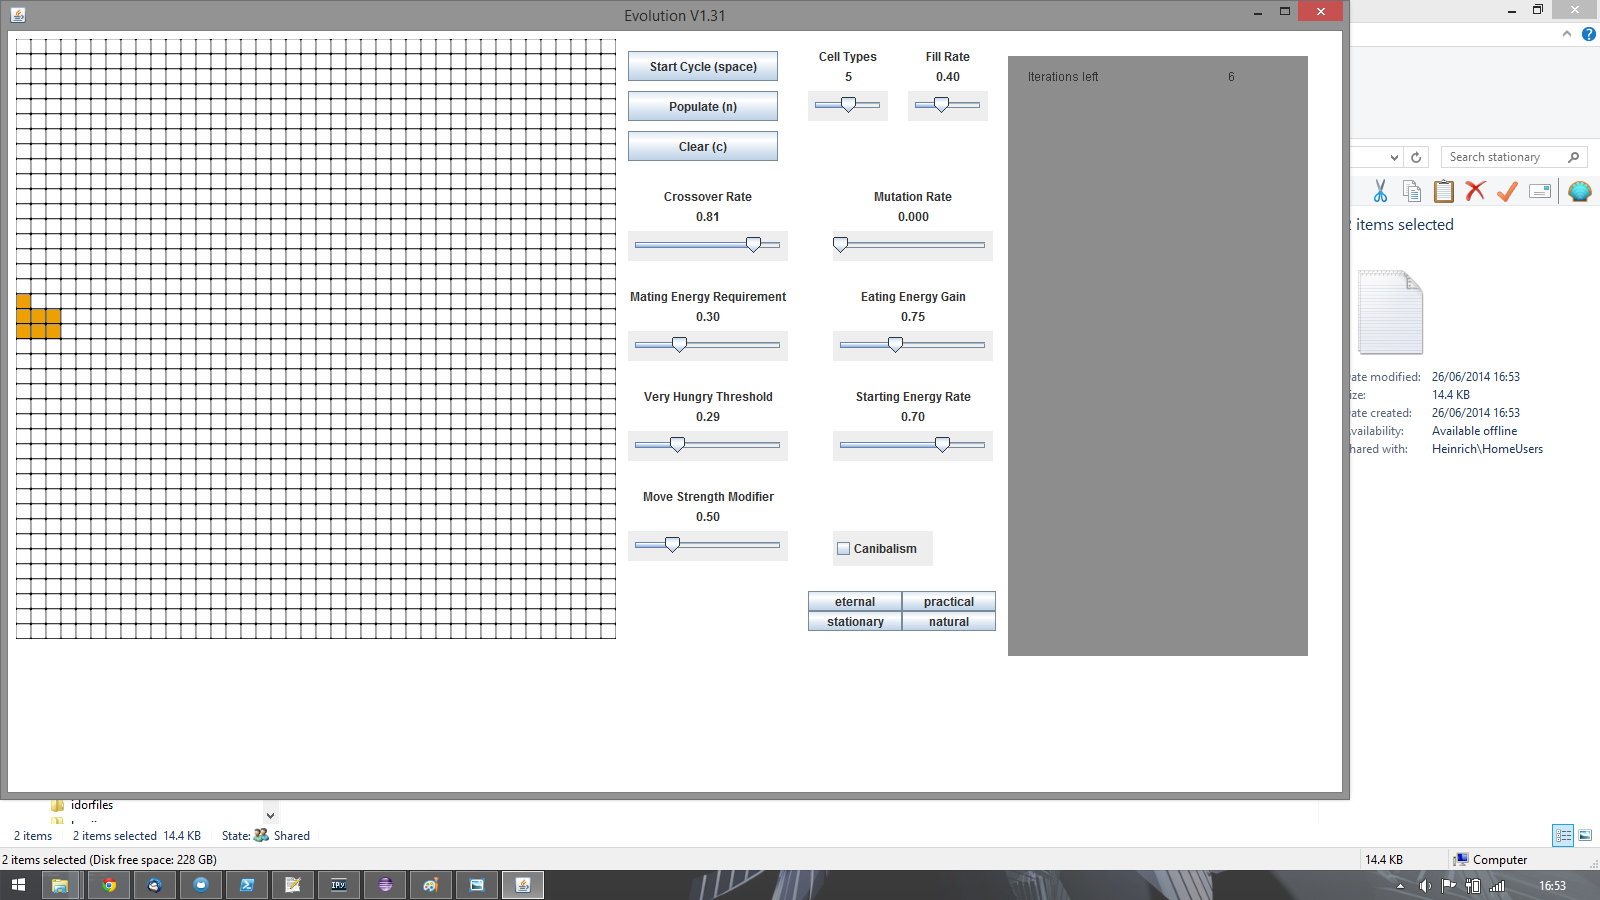 Evolution V1.31
Start Cycle (space)
Populate (n)
Clear (c)
Cell Types
5
Fill Rate
0.40
Crossover Rate
0.81
Mutation Rate
0.000
Mating Energy Requirement
0.30
Eating Energy Gain
0.75
Very Hungry Threshold
0.29
Starting Energy Rate
0.70
Move Strength Modifier
0.50
Canibalism
eternal
practical
stationary
natural
Iterations left 6
Search stationary
items selected
ate modified: 26/06/2014 16:53
ize: 14.4 KB
ate created: 26/06/2014 16:53
vailability: Available offline
hared with: Heinrich\HomeUsers
idorfiles
2 items 2 items selected 14.4 KB State: Shared
2 items selected (Disk free space: 228 GB) 14.4 KB Computer
IP[y]
16:53